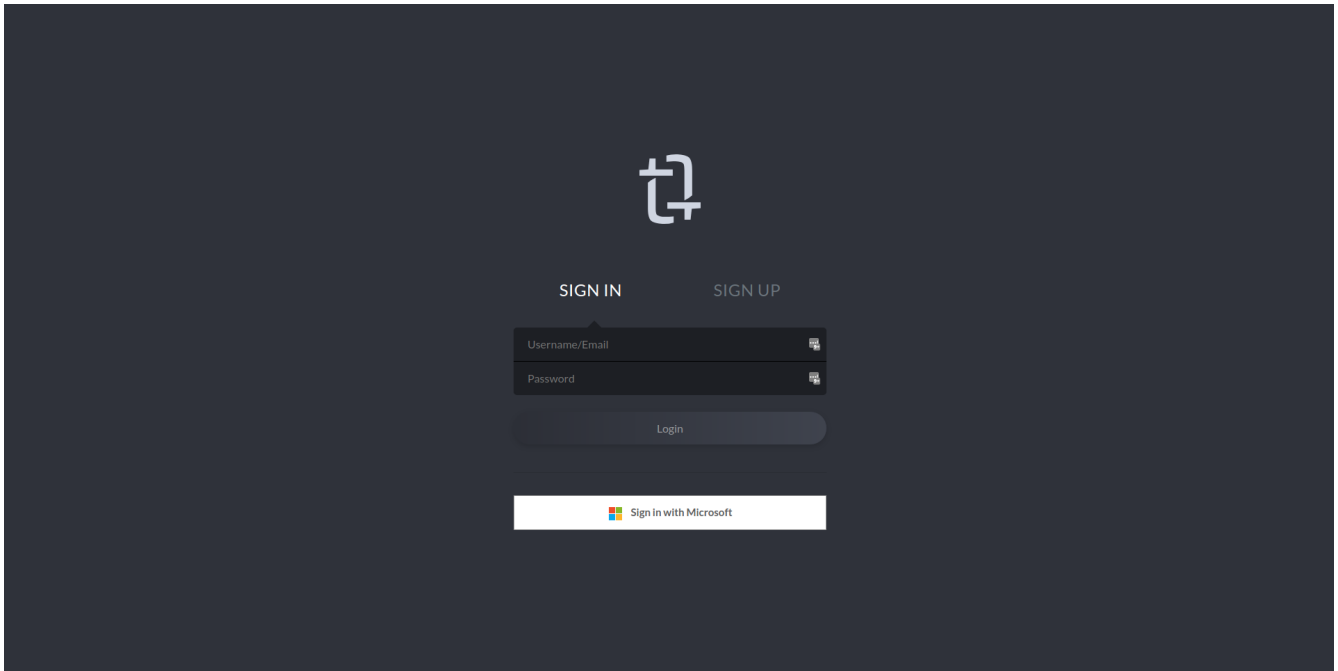 SIGN IN SIGN UP
Username/Email
Password
Login
Sign in with Microsoft